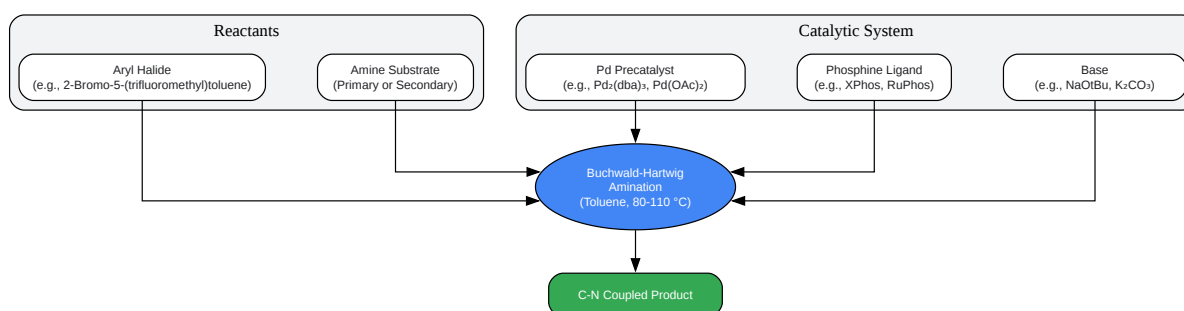 Reactants
Catalytic System
Aryl Halide
(e.g., 2-Bromo-5-(trifluoromethyl)toluene)
Amine Substrate
(Primary or Secondary)
Pd Precatalyst
(e.g., Pd₂(dba)₃, Pd(OAc)₂)
Phosphine Ligand
(e.g., XPhos, RuPhos)
Base
(e.g., NaOtBu, K₂CO₃)
Buchwald-Hartwig
Amination
(Toluene, 80-110 °C)
C-N Coupled Product